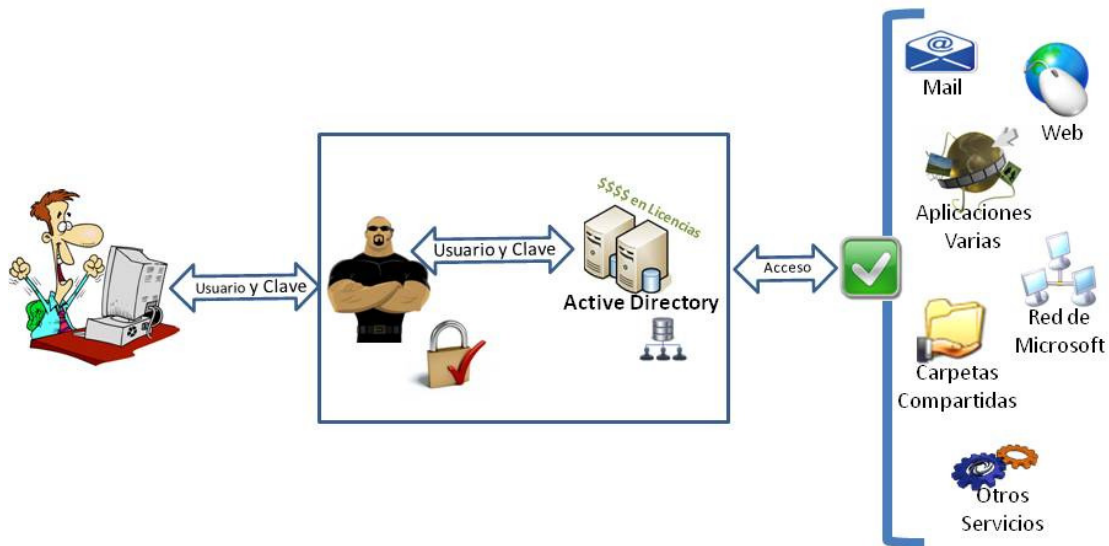 Usuario y Clave
Usuario y Clave
$$$$ en Licencias
Active Directory
Acceso
@
Mail
Web
Aplicaciones
Varias
Red de
Microsoft
Carpetas
Compartidas
Otros
Servicios